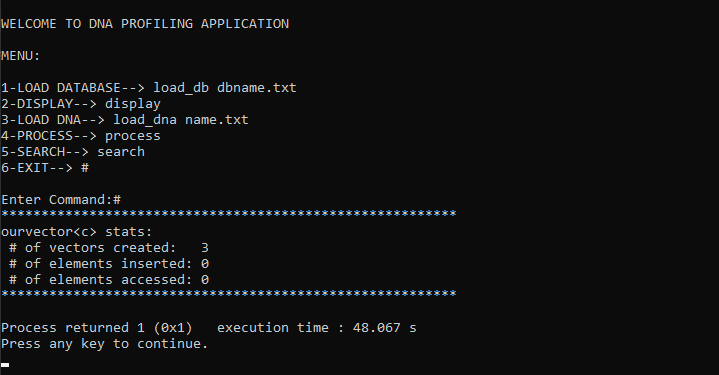 WELCOME TO DNA PROFILING APPLICATION
MENU:
1-LOAD DATABASE--> load_db dbname.txt
2-DISPLAY--> display
3-LOAD DNA--> load_dna name.txt
4-PROCESS--> process
5-SEARCH--> search
6-EXIT--> #
Enter Command:#
*********************************************************
ourvector<c> stats:
 # of vectors created:   3
 # of elements inserted: 0
 # of elements accessed: 0
*********************************************************
Process returned 1 (0x1)   execution time : 48.067 s
Press any key to continue.